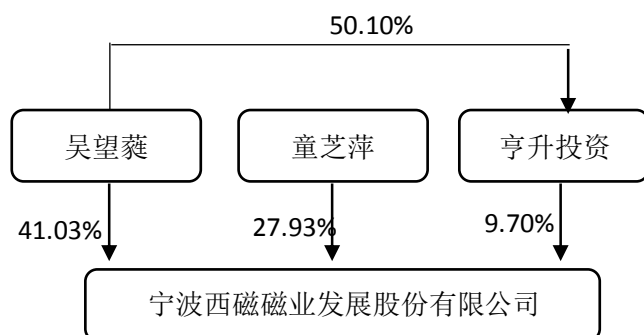 50.10%
吴望蕤
童芝萍
亨升投资
41.03%
27.93%
9.70%
宁波西磁磁业发展股份有限公司